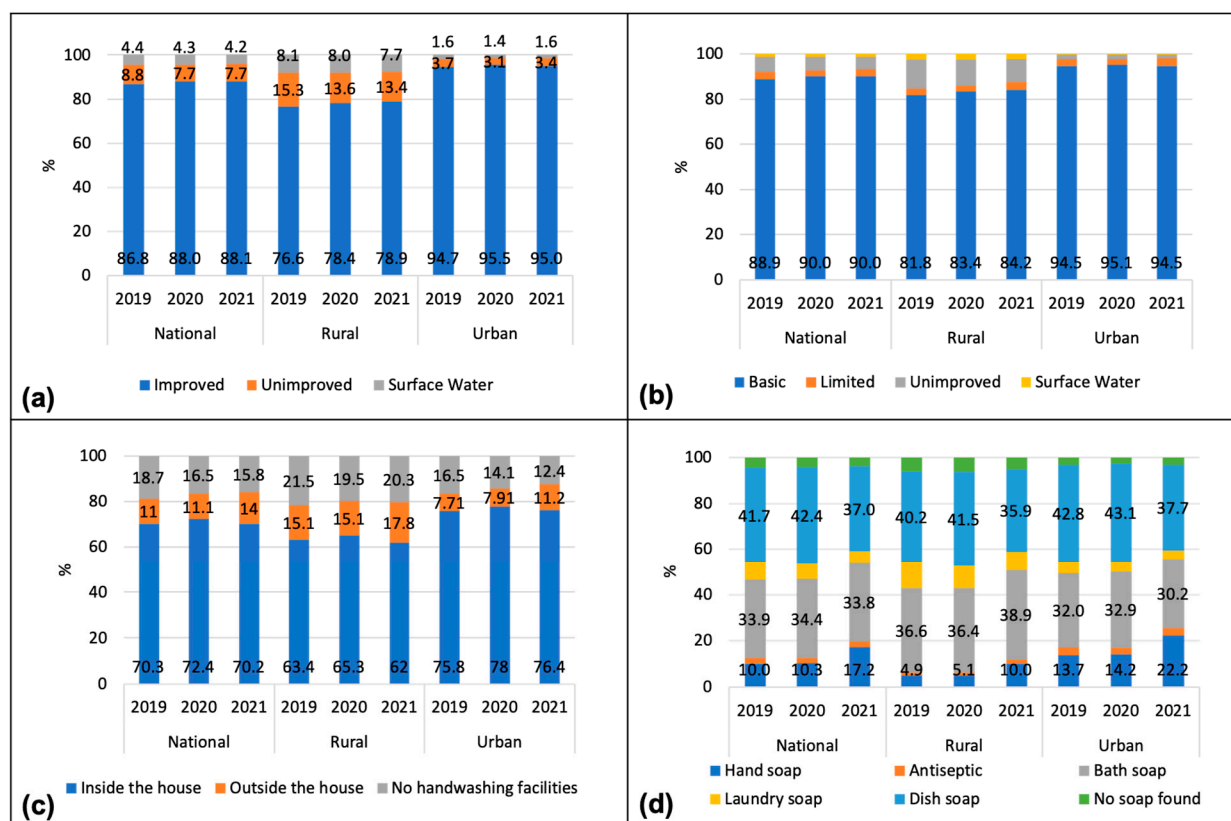 4.4 4.3 4.2 8.1 8.0 7.7 1.6 1.4 1.6
100
8.8 7.7 7.7 15.3 13.6 13.4 3.7 3.1 3.4
80
60
%
40
20
86.8 88.0 88.1 76.6 78.4 78.9 94.7 95.5 95.0
0
2019 2020 2021 2019 2020 2021 2019 2020 2021
National Rural Urban
Improved Unimproved Surface Water
(a)
100
80
60
%
40
20
88.9 90.0 90.0 81.8 83.4 84.2 94.5 95.1 94.5
0
2019 2020 2021 2019 2020 2021 2019 2020 2021
National Rural Urban
Basic Limited Unimproved Surface Water
(b)
100
18.7 16.5 15.8 21.5 19.5 20.3 16.5 14.1 12.4
80
11 11.1 14 15.1 15.1 17.8 7.71 7.91 11.2
60
%
40
20
70.3 72.4 70.2 63.4 65.3 62 75.8 78 76.4
0
2019 2020 2021 2019 2020 2021 2019 2020 2021
National Rural Urban
Inside the house Outside the house No handwashing facilities
(c)
100
80
41.7 42.4 37.0 40.2 41.5 35.9 42.8 43.1 37.7
60
%
40
33.9 34.4 33.8 36.6 36.4 38.9 32.0 32.9 30.2
20
10.0 10.3 17.2 4.9 5.1 10.0 13.7 14.2 22.2
0
2019 2020 2021 2019 2020 2021 2019 2020 2021
National Rural Urban
Hand soap Antiseptic Bath soap
Laundry soap Dish soap No soap found
(d)